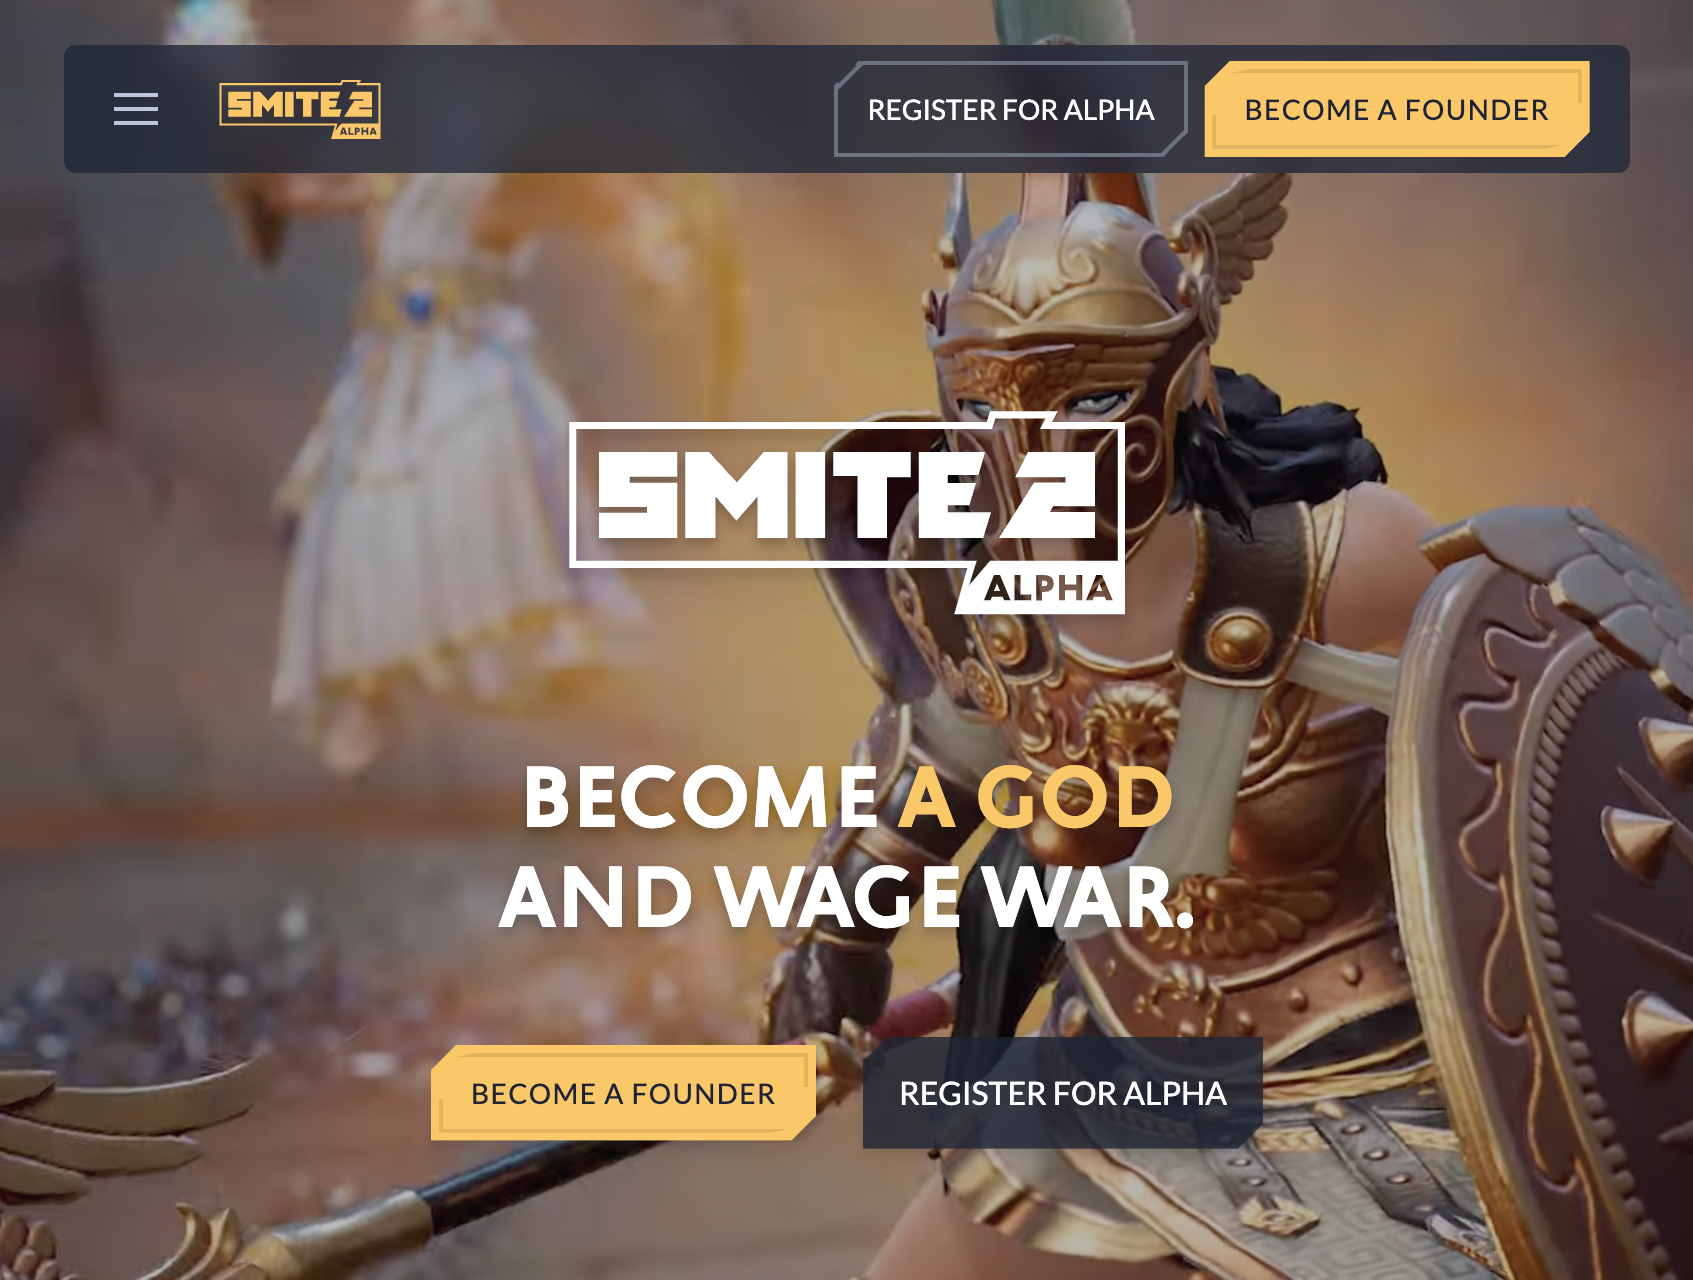 SMITE 2
ALPHA
REGISTER FOR ALPHA
BECOME A FOUNDER
SMITE 2
ALPHA
BECOME A GOD
AND WAGE WAR.
BECOME A FOUNDER
REGISTER FOR ALPHA